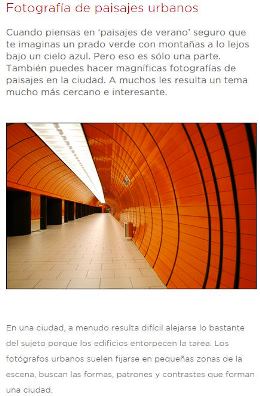 Fotografía de paisajes urbanos
Cuando piensas en 'paisajes de verano' seguro que
te imaginas un prado verde con montañas a lo lejos
bajo un cielo azul. Pero eso es sólo una parte.
También puedes hacer magníficas fotografías de
paisajes en la ciudad. A muchos les resulta un tema
mucho más cercano e interesante.
En una ciudad, a menudo resulta difícil alejarse lo bastante
del sujeto porque los edificios entorpecen la tarea. Los
fotógrafos urbanos suelen fijarse en pequeñas zonas de la
escena, buscan las formas, patrones y contrastes que forman
una ciudad.